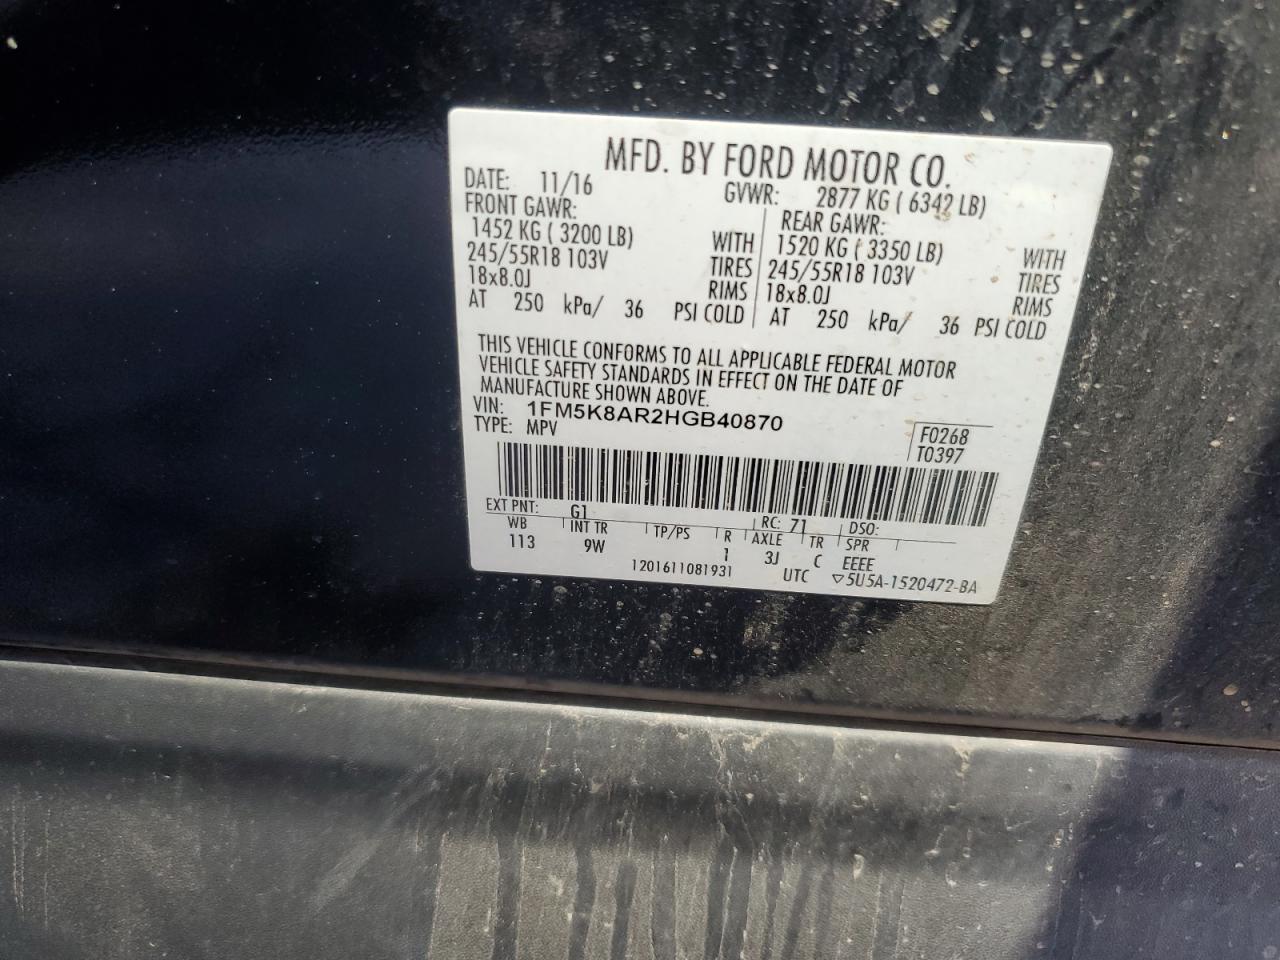 MFD. BY FORD MOTOR CO.
DATE: 11/16 GVWR: 2877 KG ( 6342 LB)
FRONT GAWR: REAR GAWR:
1452 KG ( 3200 LB) WITH 1520 KG ( 3350 LB) WITH
245/55R18 103V TIRES 245/55R18 103V TIRES
18x8.0J RIMS 18x8.0J RIMS
AT 250 kPa/ 36 PSI COLD AT 250 kPa/ 36 PSI COLD
THIS VEHICLE CONFORMS TO ALL APPLICABLE FEDERAL MOTOR
VEHICLE SAFETY STANDARDS IN EFFECT ON THE DATE OF
MANUFACTURE SHOWN ABOVE.
VIN: 1FM5K8AR2HGB40870
TYPE: MPV
F0268
T0397
EXT PNT: G1 RC: 71 DSO:
WB INT TR TP/PS R AXLE TR SPR
113 9W 1 3J C EEEE
1201611081931 UTC ▽5U5A-1520472-BA